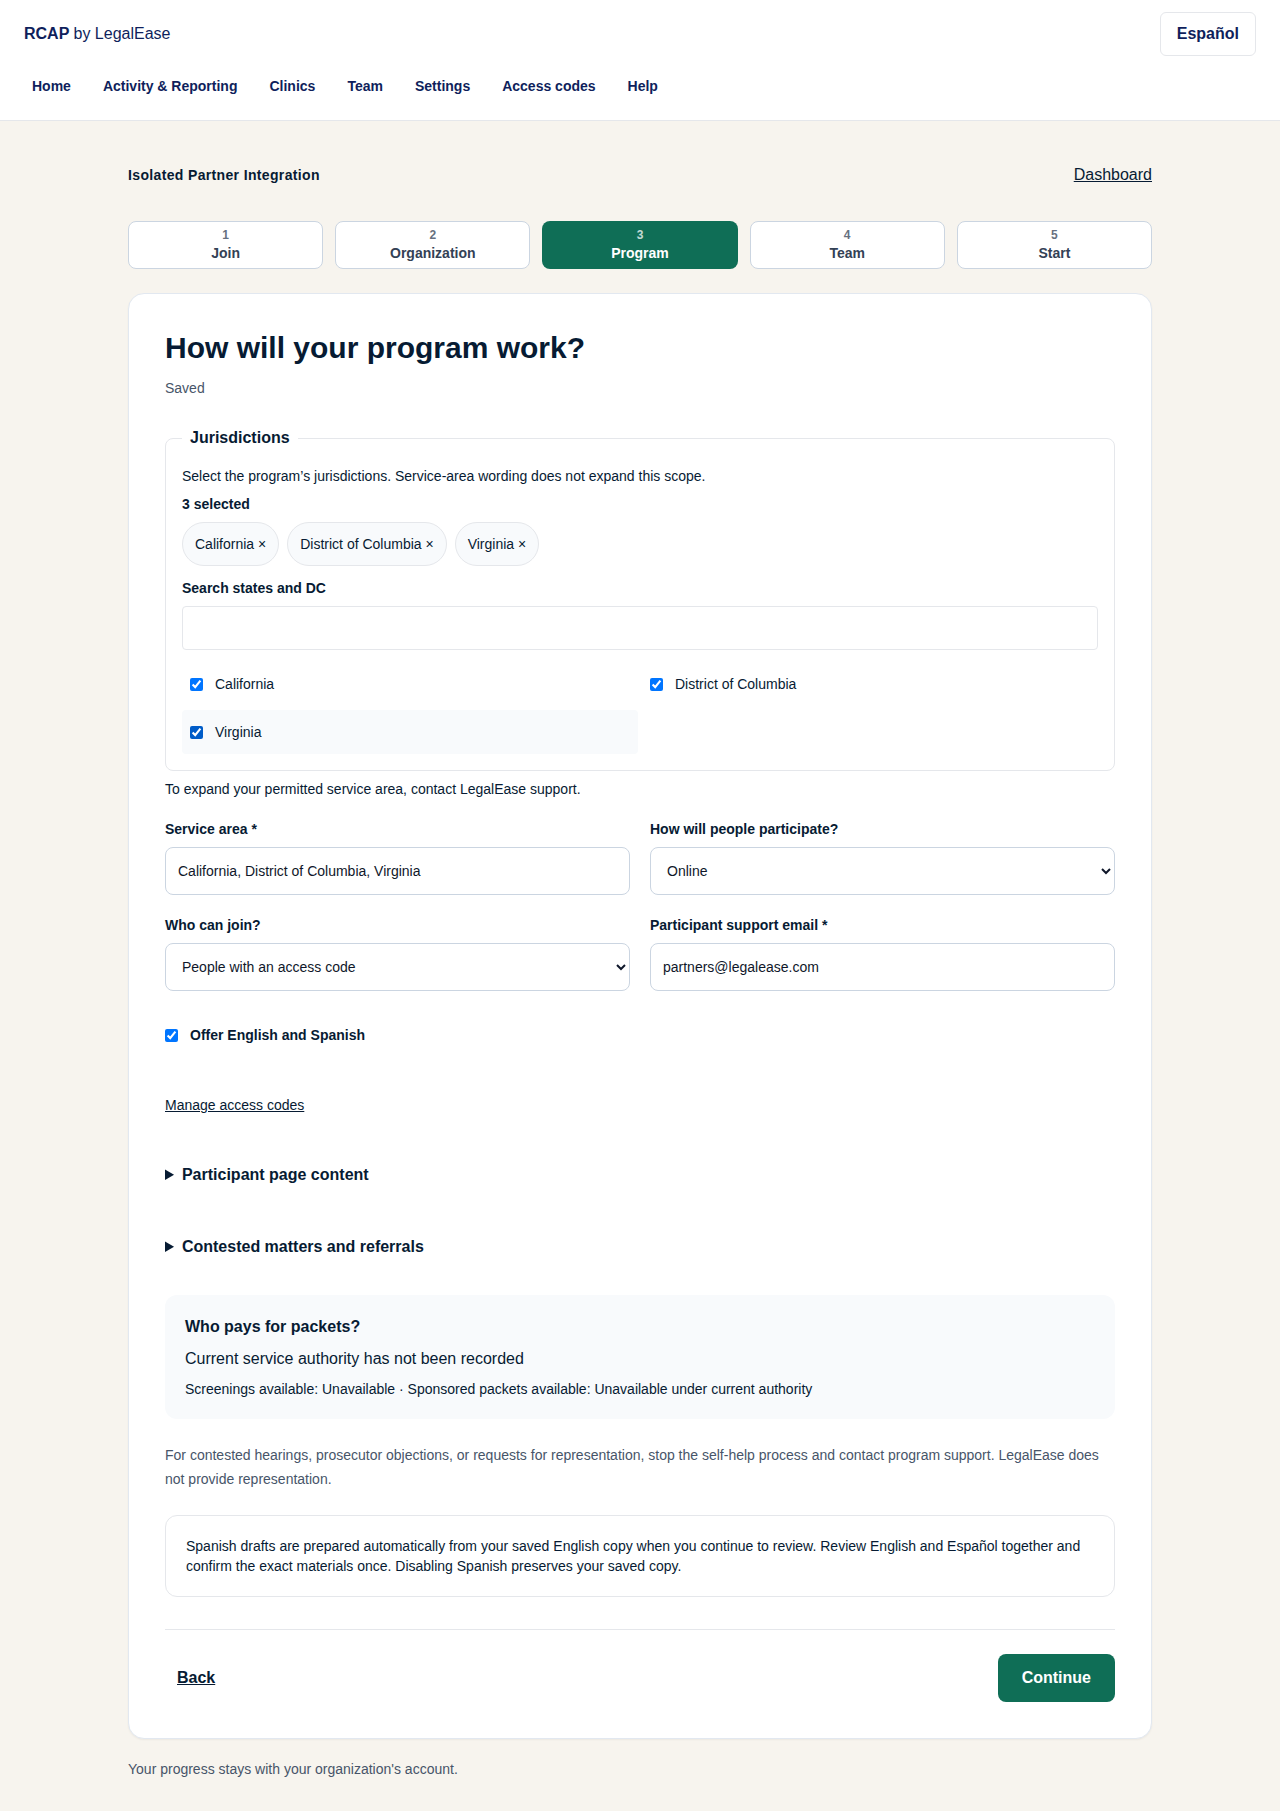 RCAP by LegalEase
Español
Home Activity & Reporting Clinics Team Settings Access codes Help
Isolated Partner Integration
Dashboard
1
Join
2
Organization
3
Program
4
Team
5
Start
How will your program work?
Saved
Jurisdictions
Select the program’s jurisdictions. Service-area wording does not expand this scope.
3 selected
California × District of Columbia × Virginia ×
Search states and DC
California
District of Columbia
Virginia
To expand your permitted service area, contact LegalEase support.
Service area *
California, District of Columbia, Virginia
How will people participate?
Online
Who can join?
People with an access code
Participant support email *
partners@legalease.com
Offer English and Spanish
Manage access codes
Participant page content
Contested matters and referrals
Who pays for packets?
Current service authority has not been recorded
Screenings available: Unavailable · Sponsored packets available: Unavailable under current authority
For contested hearings, prosecutor objections, or requests for representation, stop the self-help process and contact program support. LegalEase does
not provide representation.
Spanish drafts are prepared automatically from your saved English copy when you continue to review. Review English and Español together and
confirm the exact materials once. Disabling Spanish preserves your saved copy.
Back
Continue
Your progress stays with your organization's account.